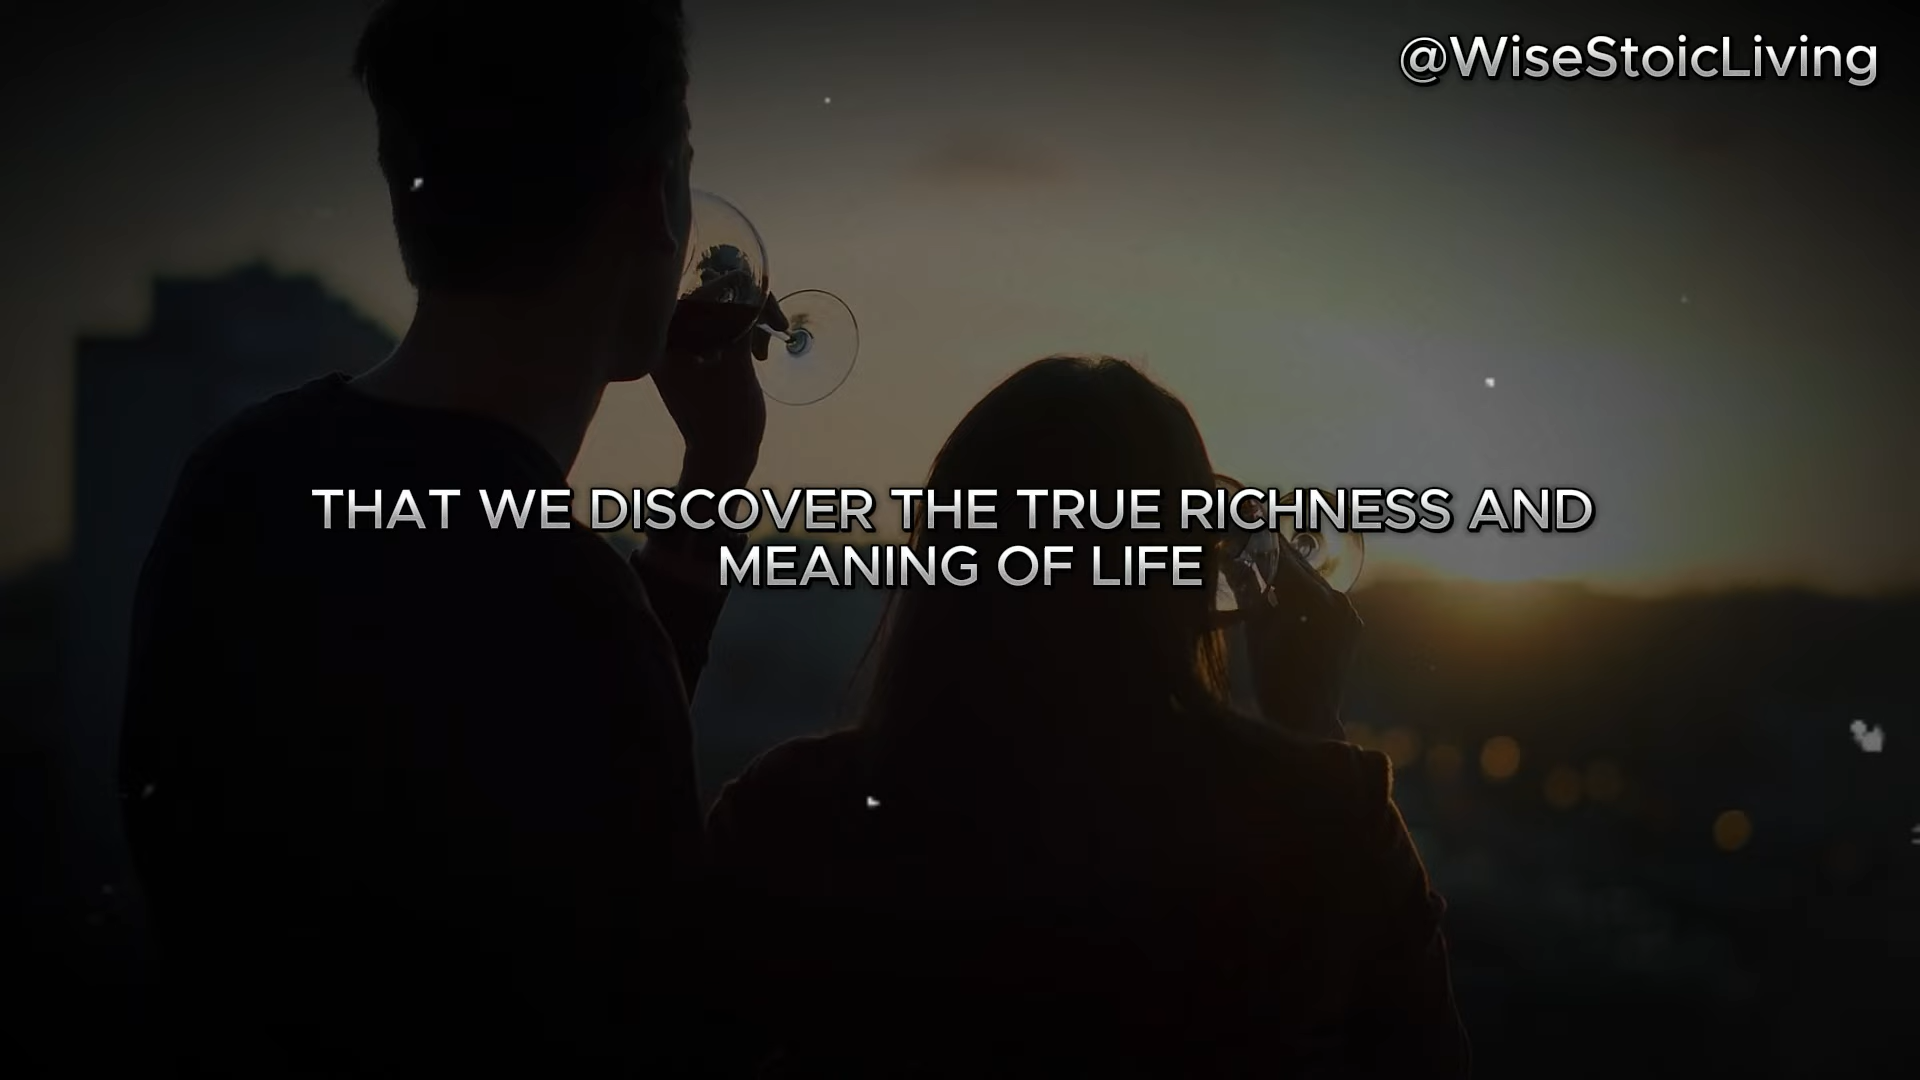 @WiseStoicLiving
THAT WE DISCOVER THE TRUE RICHNESS AND
MEANING OF LIFE